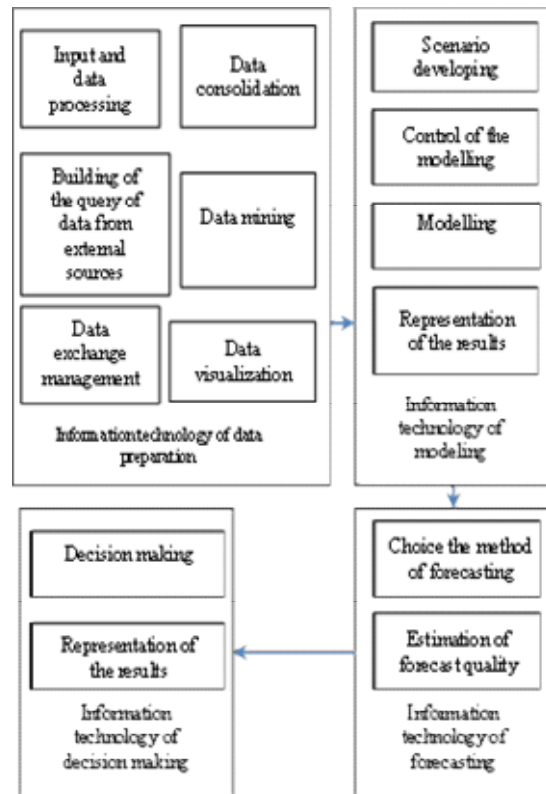 Input and
data
processing
Data
consolidation
Building of
the query of
data from
external
sources
Data mining
Data
exchange
management
Data
visualization
Information technology of data
preparation
Scenario
developing
Control of the
modelling
Modelling
Representation
of the results
Information
technology of
modeling
Choice the method
of forecasting
Estimation of
forecast quality
Information
technology of
forecasting
Decision making
Representation of
the results
Information
technology of
decision making